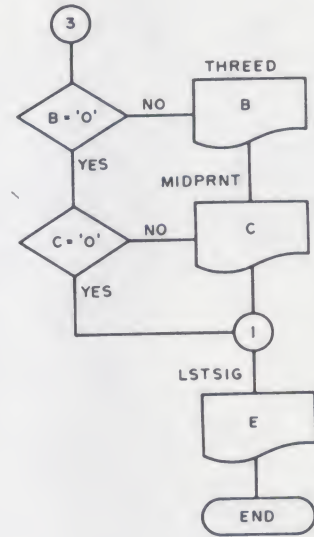 3
THREED
B = 'O'
NO
B
YES
MIDPRNT
C = 'O'
NO
C
YES
1
LSTSIG
E
END